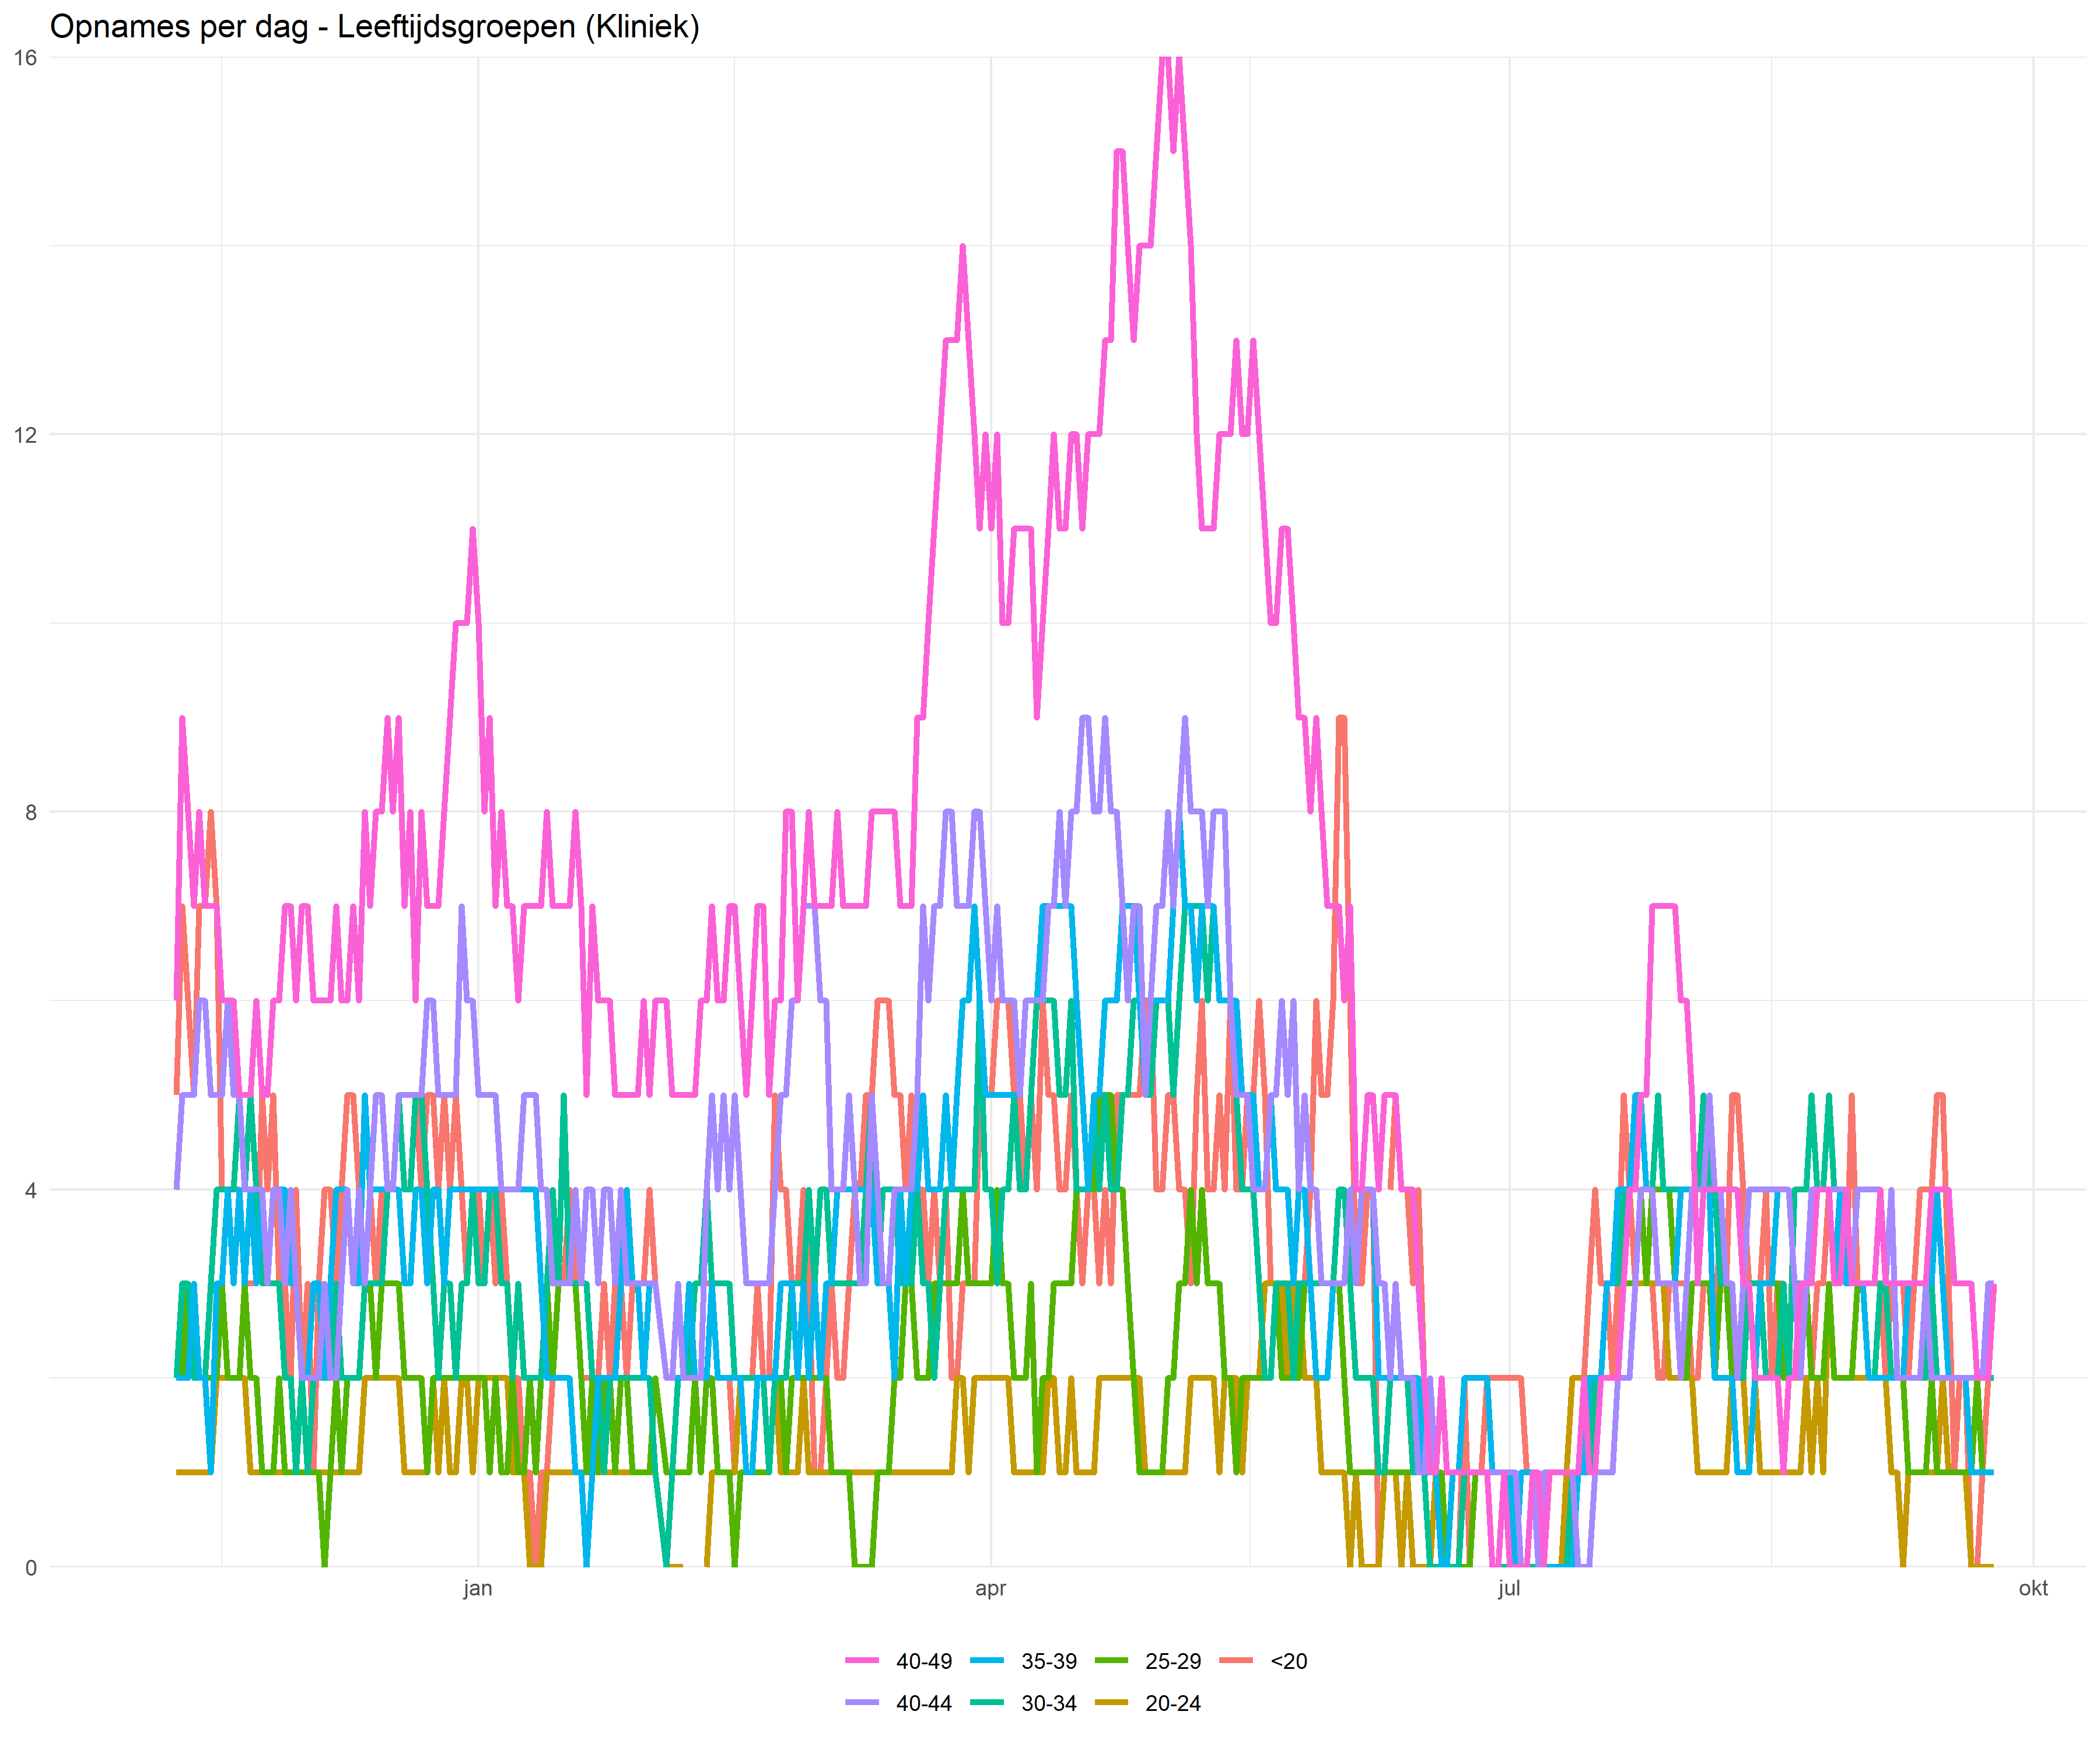 Opnames per dag - Leeftijdsgroepen (Kliniek)
16
12
8
4
0
jan apr jul okt
40-49 35-39 25-29 <20
40-44 30-34 20-24